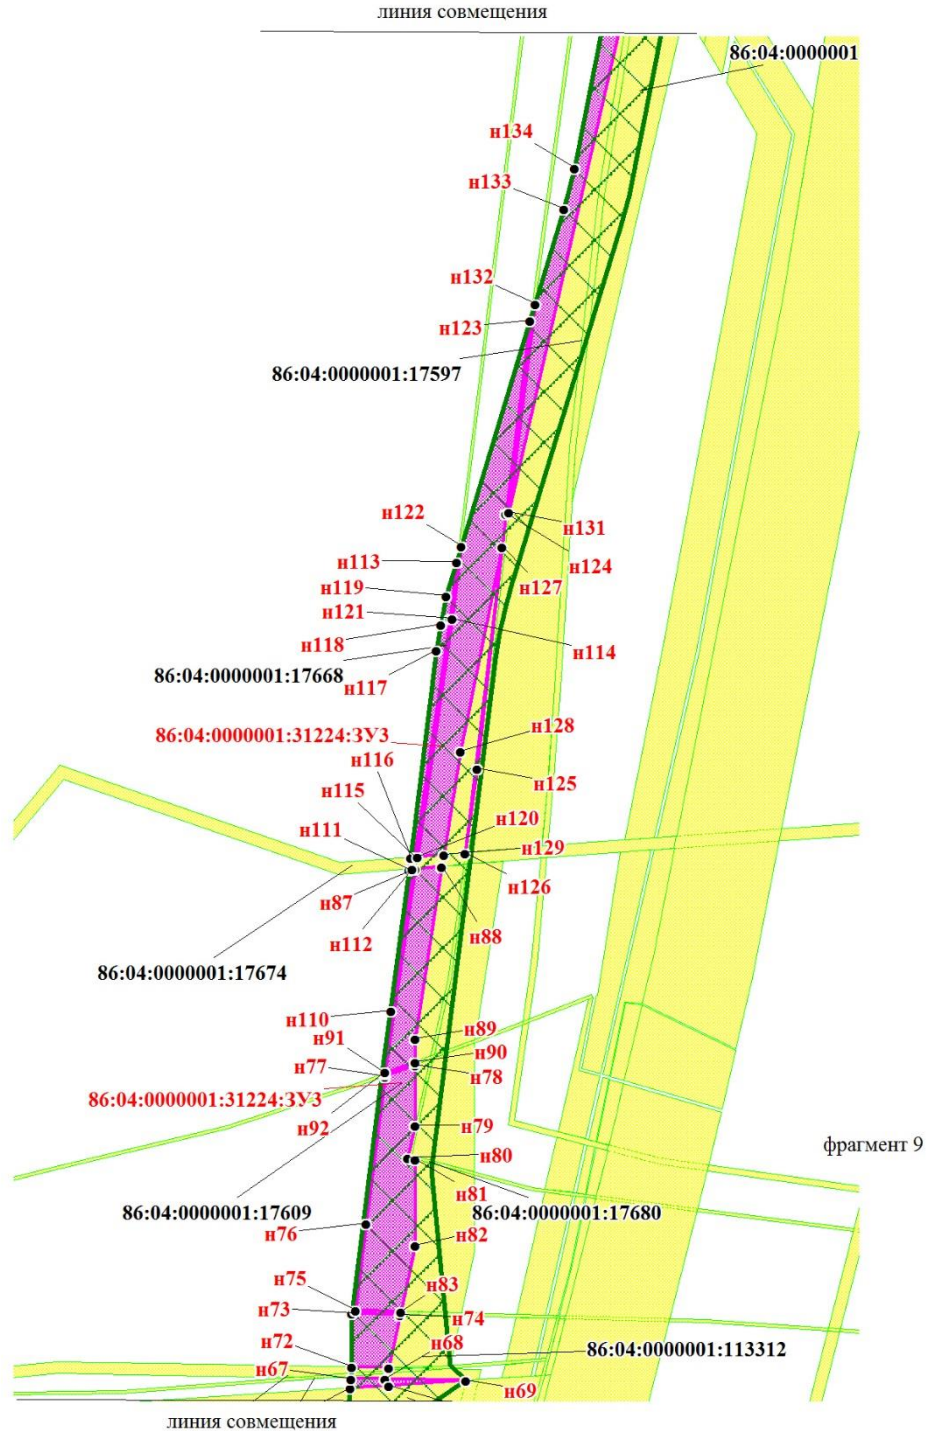 линия совмещения
86:04:0000001
н134
н133
н132
н123
86:04:0000001:17597
н122
н131
н113
н124
н119
н127
н121
н118
н114
86:04:0000001:17668
н117
86:04:0000001:31224:ЗУ3
н128
н116
н125
н115
н120
н111
н129
н87
н126
н112
н88
86:04:0000001:17674
н110
н89
н91
н90
н77
н78
86:04:0000001:31224:ЗУ3
н92
н79
фрагмент 9
н80
н81
86:04:0000001:17609
86:04:0000001:17680
н76
н82
н75
н83
н73
н74
н72
н68
86:04:0000001:113312
н67
н69
линия совмещения